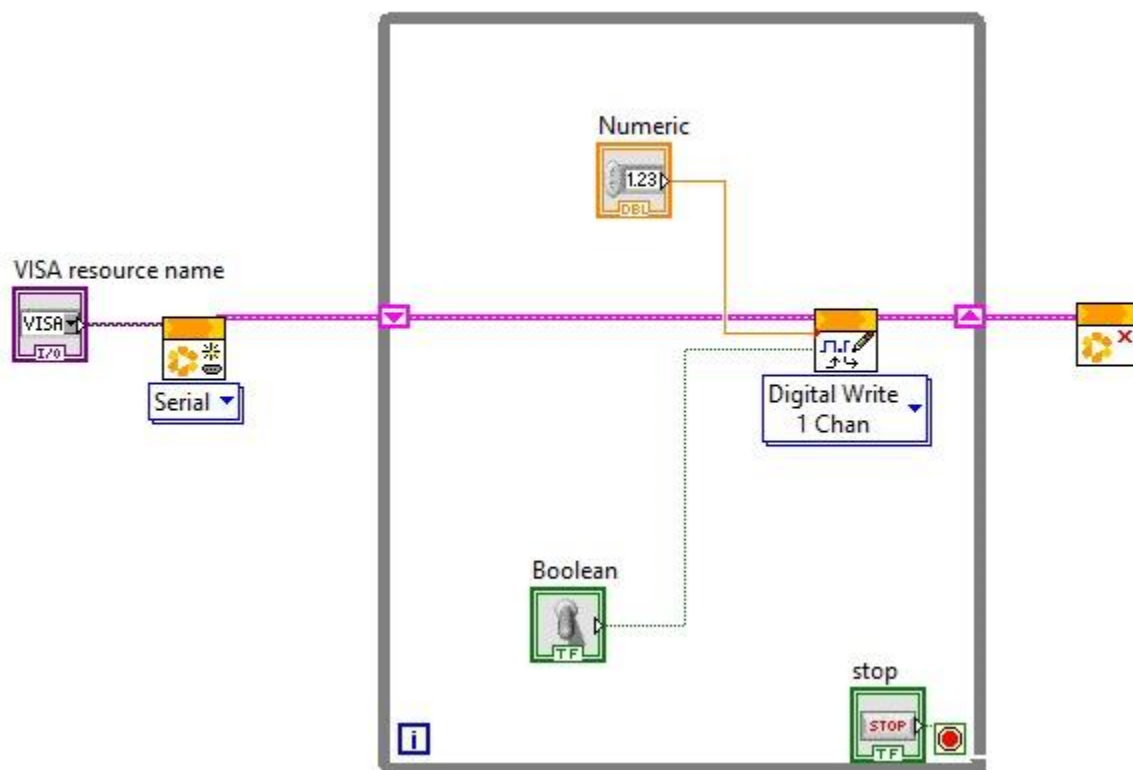 Numeric
1.23
DBL
VISA resource name
VISA
I/O
Serial
Digital Write
1 Chan
Boolean
TF
stop
STOP
TF
i